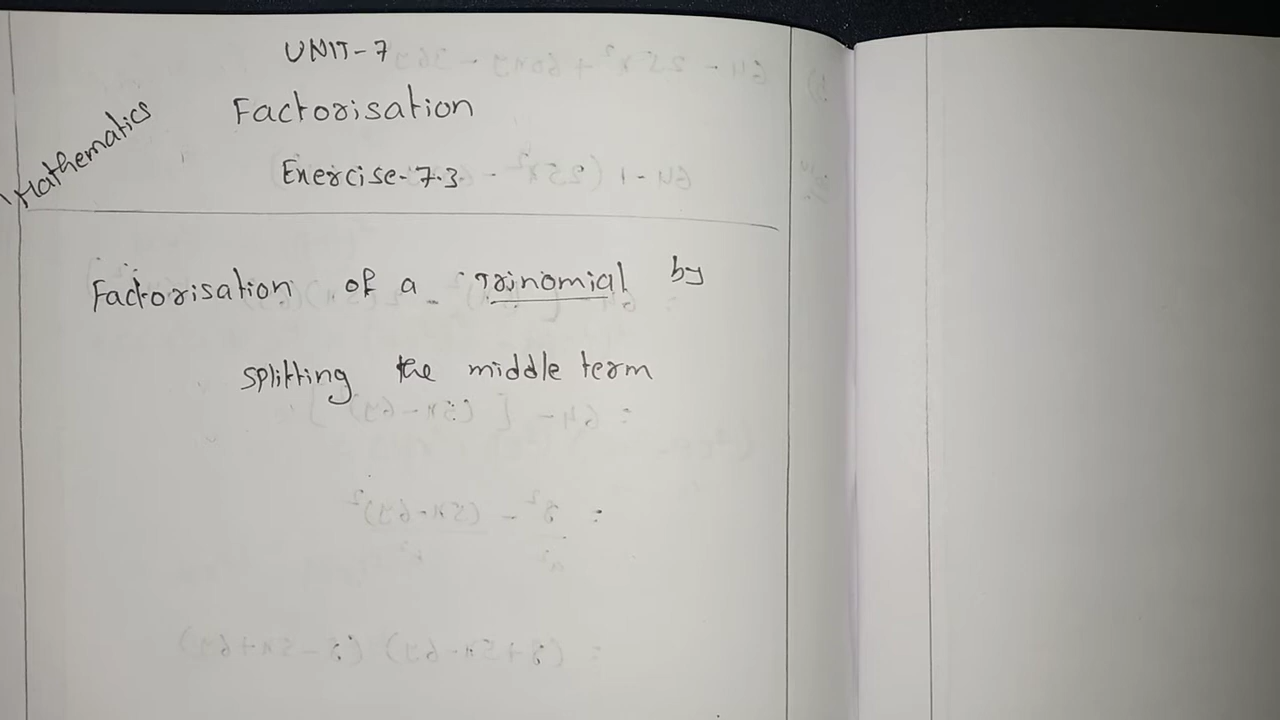 UNIT-7
Factorisation
Mathematics
Exercise-7.3
Factorisation of a Trinomial by
splitting the middle term